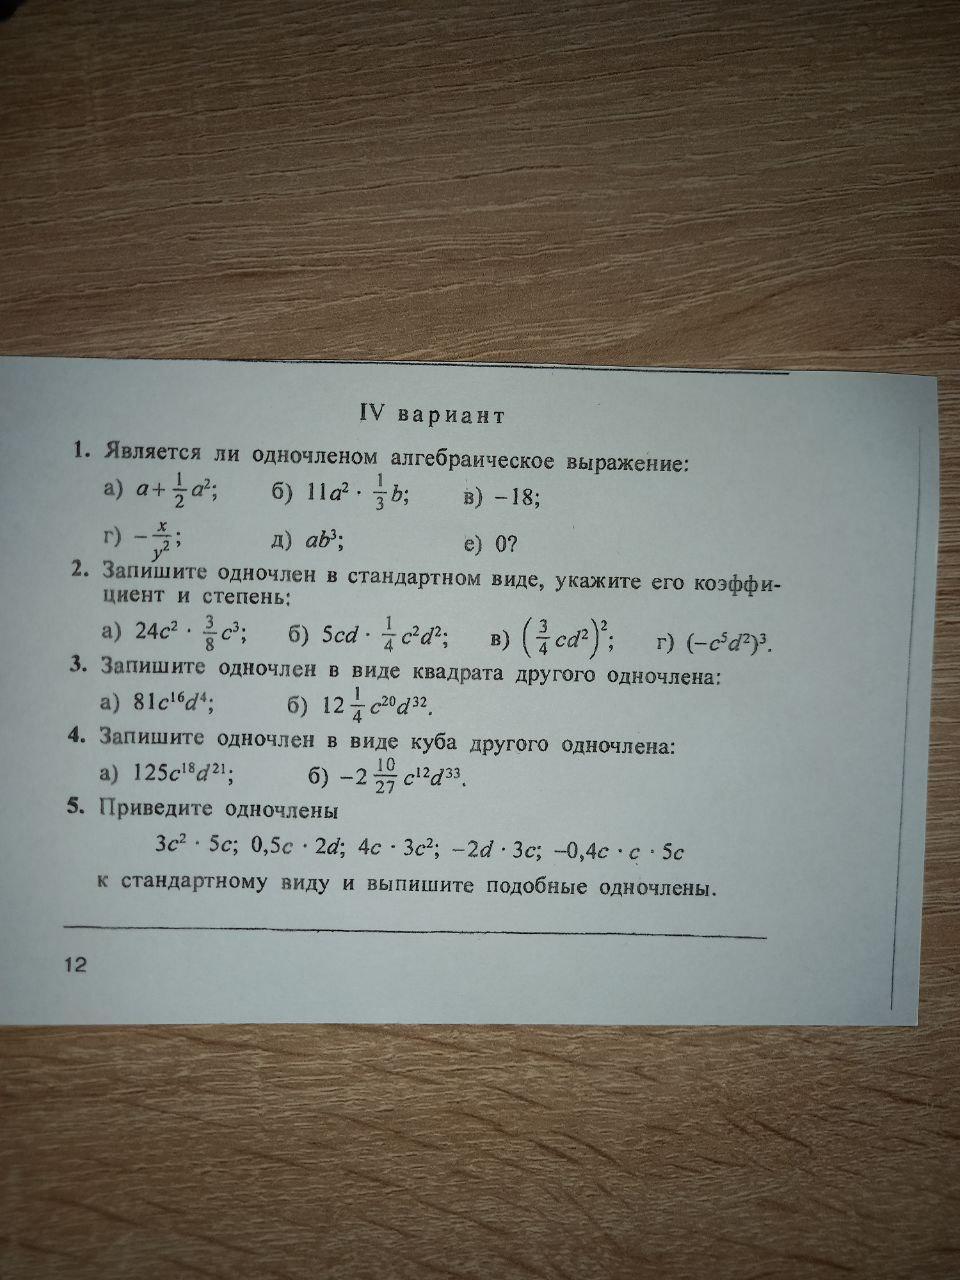 IV вариант
1. Является ли одночленом алгебраическое выражение:
а) a + 1/2 a²; б) 11a² · 1/3 b; в) −18;
г) − x/y²; д) ab³; е) 0?
2. Запишите одночлен в стандартном виде, укажите его коэффи-
циент и степень:
а) 24c² · 3/8 c³; б) 5cd · 1/4 c²d²; в) (3/4 cd²)²; г) (−c⁵d²)³.
3. Запишите одночлен в виде квадрата другого одночлена:
а) 81c¹⁶d⁴; б) 12 1/4 c²⁰d³².
4. Запишите одночлен в виде куба другого одночлена:
а) 125c¹⁸d²¹; б) −2 10/27 c¹²d³³.
5. Приведите одночлены
3c² · 5c; 0,5c · 2d; 4c · 3c²; −2d · 3c; −0,4c · c · 5c
к стандартному виду и выпишите подобные одночлены.
12